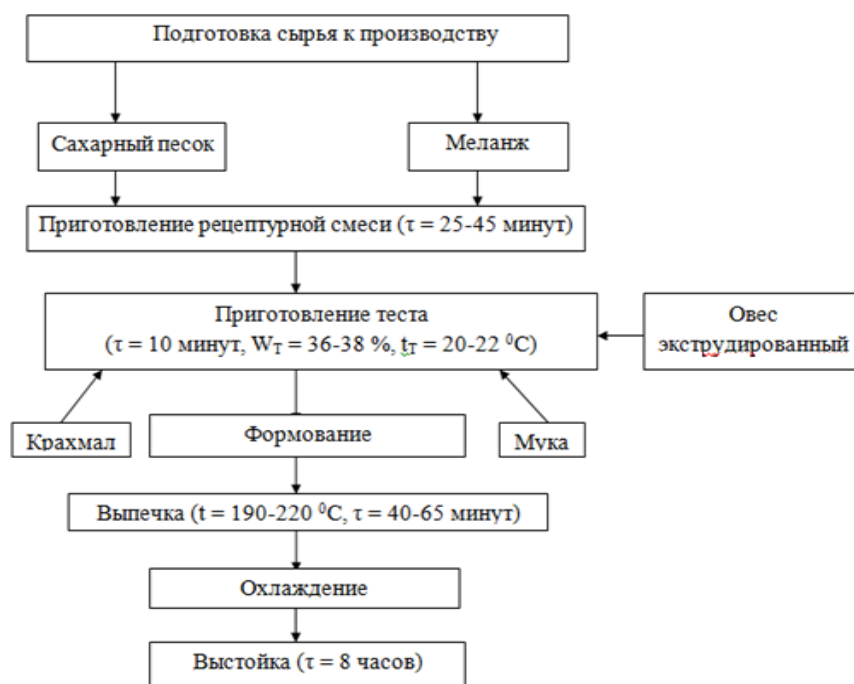 Подготовка сырья к производству
Сахарный песок
Меланж
Приготовление рецептурной смеси (τ = 25-45 минут)
Приготовление теста
(τ = 10 минут, Wт = 36-38 %, tт = 20-22 ⁰С)
Овес
экструдированный
Крахмал
Формование
Мука
Выпечка (t = 190-220 ⁰С, τ = 40-65 минут)
Охлаждение
Выстойка (τ = 8 часов)